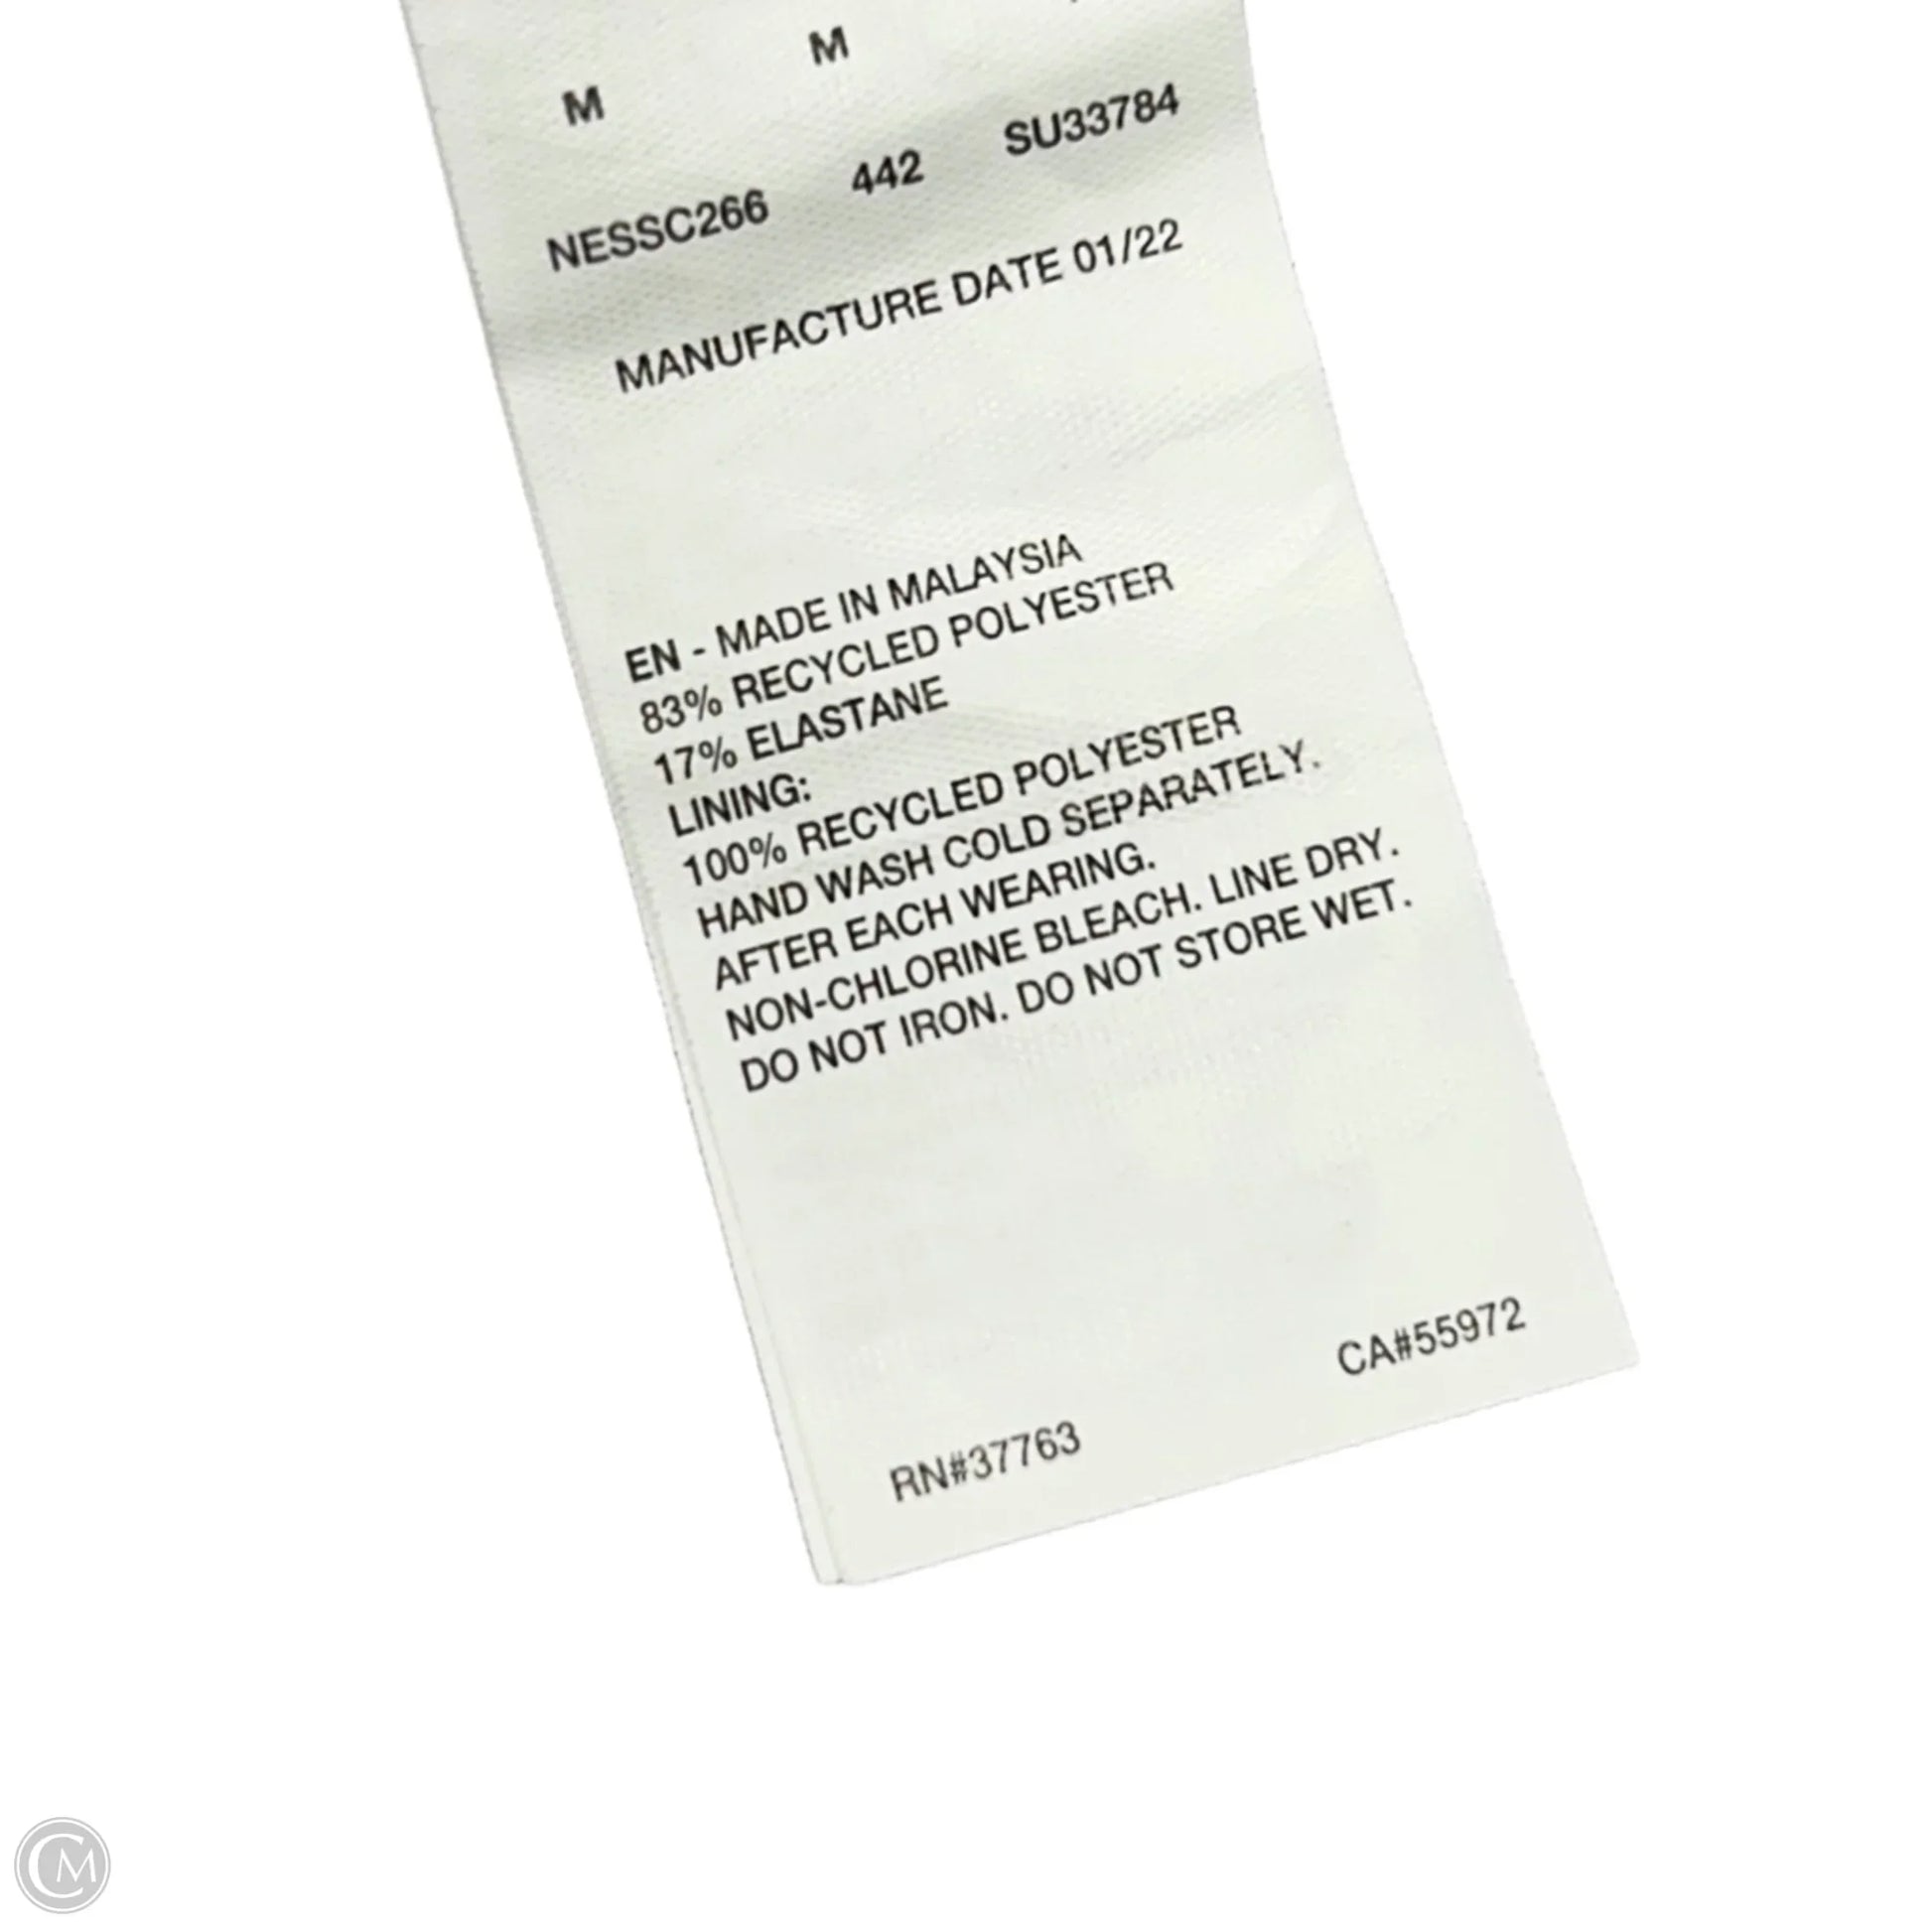 M M
NESSC266 442 SU33784
MANUFACTURE DATE 01/22
EN - MADE IN MALAYSIA
83% RECYCLED POLYESTER
17% ELASTANE
LINING:
100% RECYCLED POLYESTER
HAND WASH COLD SEPARATELY.
AFTER EACH WEARING.
NON-CHLORINE BLEACH. LINE DRY.
DO NOT IRON. DO NOT STORE WET.
RN#37763 CA#55972
CM